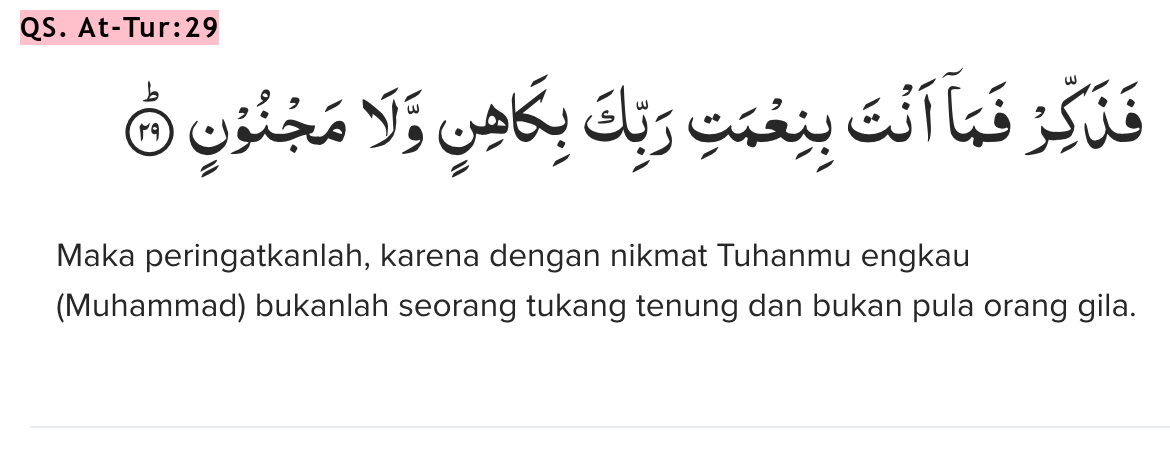 QS. At-Tur:29
فَذَكِّرْ فَمَآ اَنْتَ بِنِعْمَتِ رَبِّكَ بِكَاهِنٍ وَّلَا مَجْنُوْنٍۗ ٢٩
Maka peringatkanlah, karena dengan nikmat Tuhanmu engkau
(Muhammad) bukanlah seorang tukang tenung dan bukan pula orang gila.